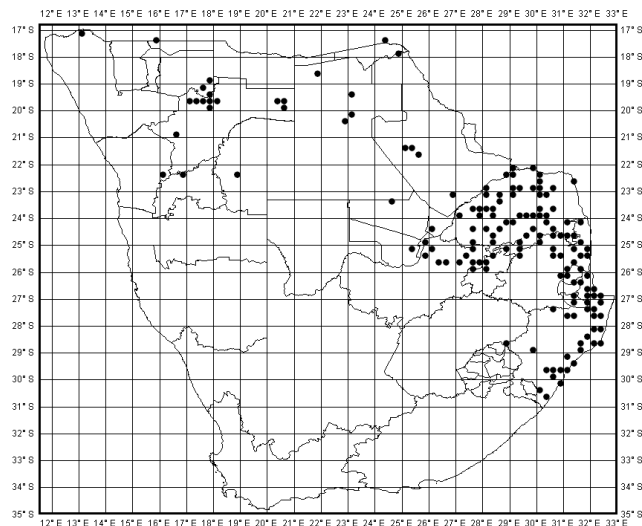 12° E 13° E 14° E 15° E 16° E 17° E 18° E 19° E 20° E 21° E 22° E 23° E 24° E 25° E 26° E 27° E 28° E 29° E 30° E 31° E 32° E 33° E
17° S 17° S
18° S 18° S
19° S 19° S
20° S 20° S
21° S 21° S
22° S 22° S
23° S 23° S
24° S 24° S
25° S 25° S
26° S 26° S
27° S 27° S
28° S 28° S
29° S 29° S
30° S 30° S
31° S 31° S
32° S 32° S
33° S 33° S
34° S 34° S
35° S 35° S
12° E 13° E 14° E 15° E 16° E 17° E 18° E 19° E 20° E 21° E 22° E 23° E 24° E 25° E 26° E 27° E 28° E 29° E 30° E 31° E 32° E 33° E